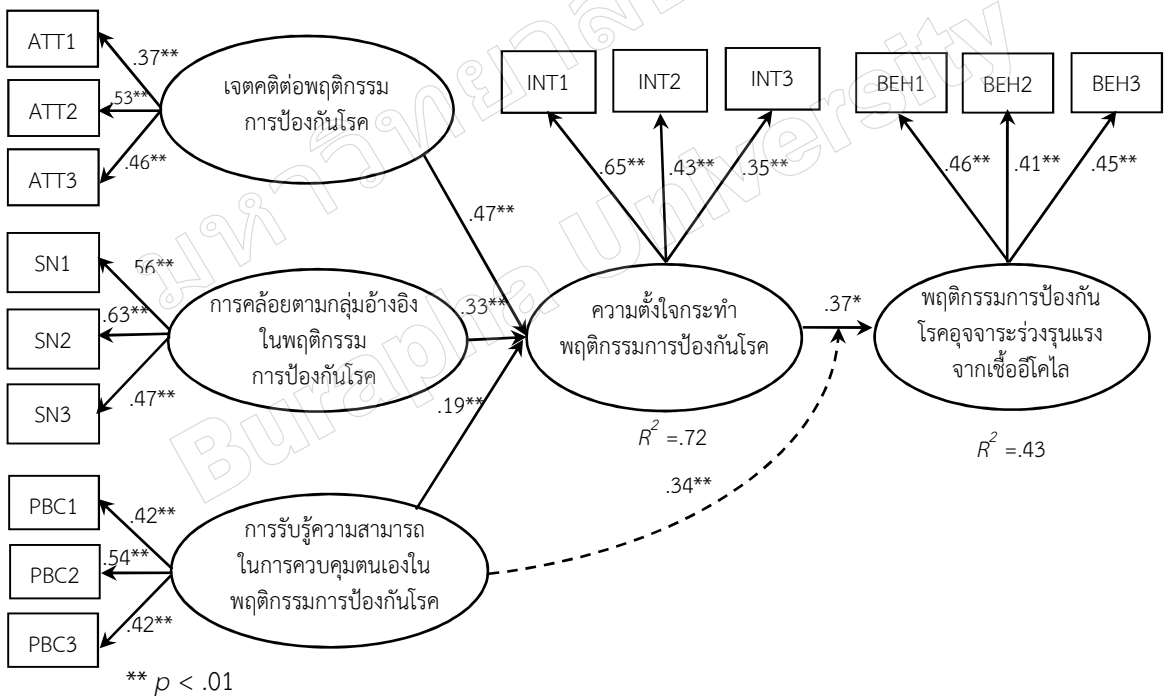 ATT1
ATT2
ATT3
.37**
.53**
.46**
เจตคติต่อพฤติกรรม
การป้องกันโรค
INT1
INT2
INT3
.65**
.43**
.35**
BEH1
BEH2
BEH3
.46**
.41**
.45**
.47**
SN1
SN2
SN3
.56**
.63**
.47**
การคล้อยตามกลุ่มอ้างอิง
ในพฤติกรรม
การป้องกันโรค
.33**
ความตั้งใจกระทำ
พฤติกรรมการป้องกันโรค
R² =.72
.37*
พฤติกรรมการป้องกัน
โรคอุจจาระร่วงรุนแรง
จากเชื้ออีโคไล
R² =.43
.19**
.34**
PBC1
PBC2
PBC3
.42**
.54**
.42**
การรับรู้ความสามารถ
ในการควบคุมตนเองใน
พฤติกรรมการป้องกันโรค
** p < .01
Burapha University